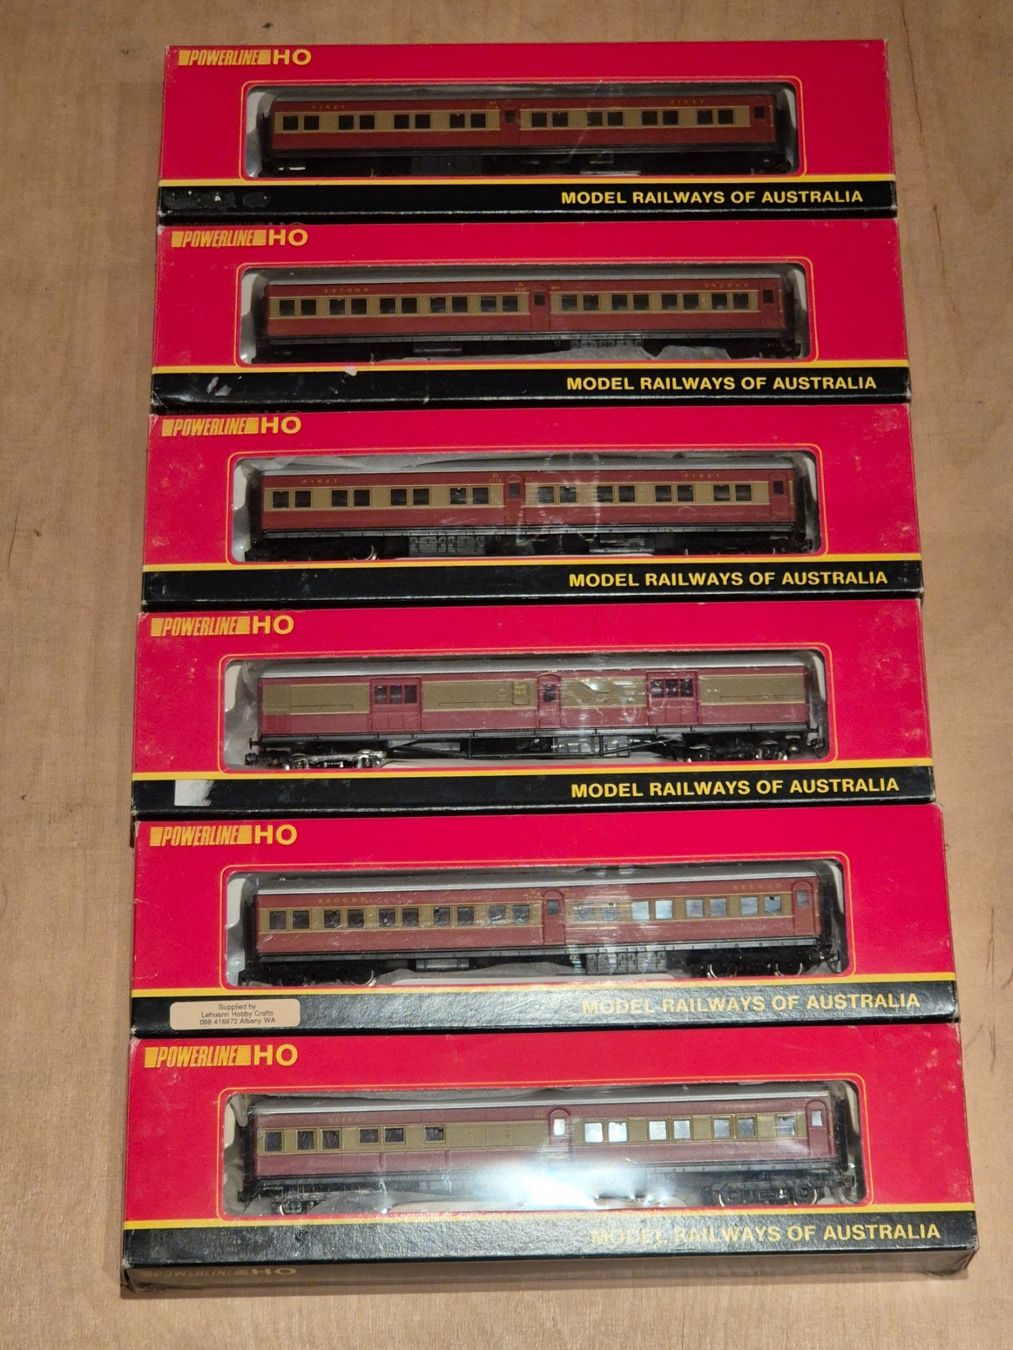 POWERLINE HO
FIRST FIRST
MODEL RAILWAYS OF AUSTRALIA
POWERLINE HO
SECOND SECOND
MODEL RAILWAYS OF AUSTRALIA
POWERLINE HO
FIRST FIRST
MODEL RAILWAYS OF AUSTRALIA
POWERLINE HO
MODEL RAILWAYS OF AUSTRALIA
POWERLINE HO
SECOND SECOND
Supplied by
Lehuann Hobby Crafts
098 416972 Albany WA
MODEL RAILWAYS OF AUSTRALIA
POWERLINE HO
MODEL RAILWAYS OF AUSTRALIA
POWERLINE HO